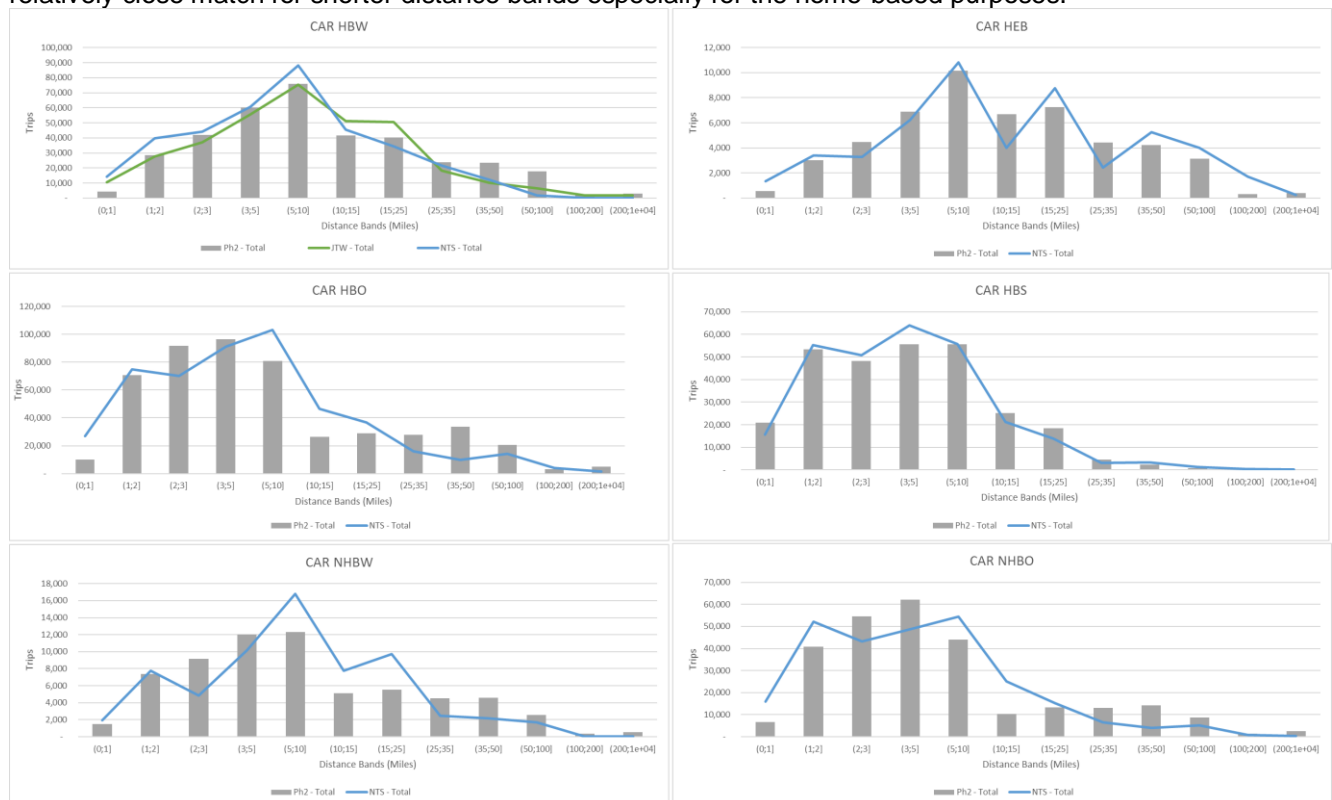 relatively close match for shorter distance bands especially for the home-based purposes.
CAR HBW
100,000
90,000
80,000
70,000
60,000
50,000
40,000
30,000
20,000
10,000
-
Trips
(0;1] (1;2] (2;3] (3;5] (5;10] (10;15] (15;25] (25;35] (35;50] (50;100] (100;200] (200;1e+04]
Distance Bands (Miles)
Ph2 - Total JTW - Total NTS - Total
CAR HEB
12,000
10,000
8,000
6,000
4,000
2,000
-
Trips
(0;1] (1;2] (2;3] (3;5] (5;10] (10;15] (15;25] (25;35] (35;50] (50;100] (100;200] (200;1e+04]
Distance Bands (Miles)
Ph2 - Total NTS - Total
CAR HBO
120,000
100,000
80,000
60,000
40,000
20,000
-
Trips
(0;1] (1;2] (2;3] (3;5] (5;10] (10;15] (15;25] (25;35] (35;50] (50;100] (100;200] (200;1e+04]
Distance Bands (Miles)
Ph2 - Total NTS - Total
CAR HBS
70,000
60,000
50,000
40,000
30,000
20,000
10,000
-
Trips
(0;1] (1;2] (2;3] (3;5] (5;10] (10;15] (15;25] (25;35] (35;50] (50;100] (100;200] (200;1e+04]
Distance Bands (Miles)
Ph2 - Total NTS - Total
CAR NHBW
18,000
16,000
14,000
12,000
10,000
8,000
6,000
4,000
2,000
-
Trips
(0;1] (1;2] (2;3] (3;5] (5;10] (10;15] (15;25] (25;35] (35;50] (50;100] (100;200] (200;1e+04]
Distance Bands (Miles)
Ph2 - Total NTS - Total
CAR NHBO
70,000
60,000
50,000
40,000
30,000
20,000
10,000
-
Trips
(0;1] (1;2] (2;3] (3;5] (5;10] (10;15] (15;25] (25;35] (35;50] (50;100] (100;200] (200;1e+04]
Distance Bands (Miles)
Ph2 - Total NTS - Total